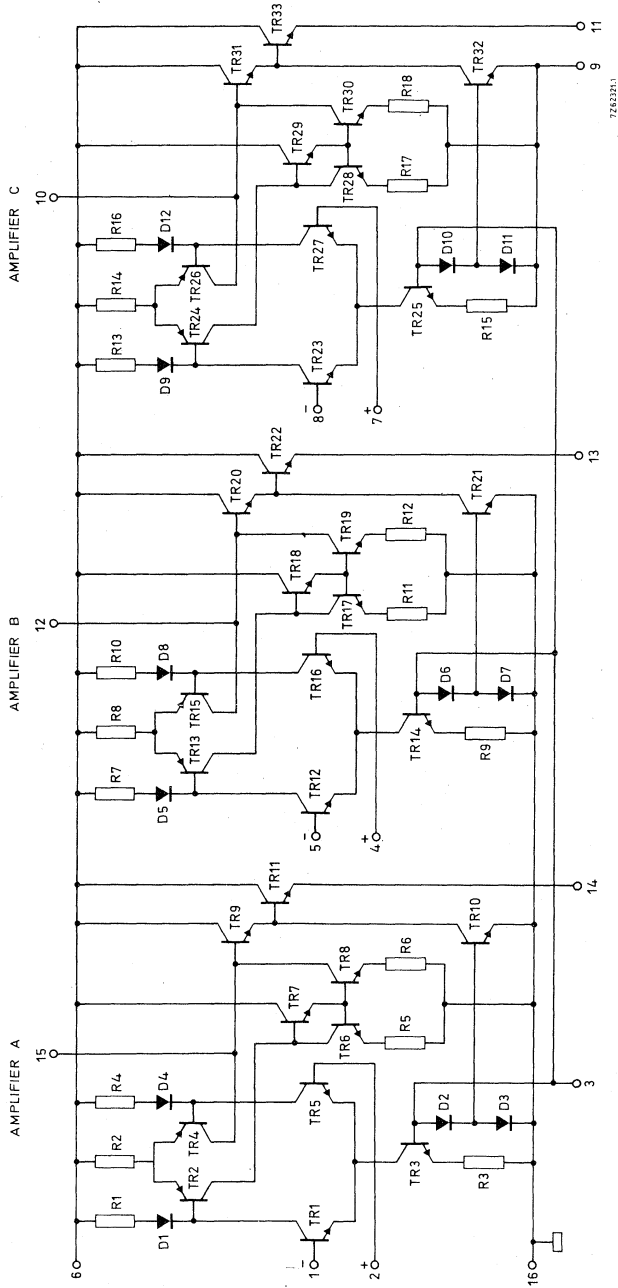 AMPLIFIER A
AMPLIFIER B
AMPLIFIER C
15
12
10
6
R1
R2
R4
R7
R8
R10
R13
R14
R16
D1
D4
D5
D8
D9
D12
TR2
TR4
TR13
TR15
TR24
TR26
TR9
TR11
TR20
TR22
TR31
TR33
TR7
TR18
TR29
TR6
TR8
TR17
TR19
TR28
TR30
R5
R6
R11
R12
R17
R18
TR1
TR5
TR12
TR16
TR23
TR27
1 −
2 +
5 −
4 +
8 −
7 +
TR3
D2
D3
TR10
R3
TR14
D6
D7
TR21
R9
TR25
D10
D11
TR32
R15
16
3
14
13
9
11
7Z62321.1